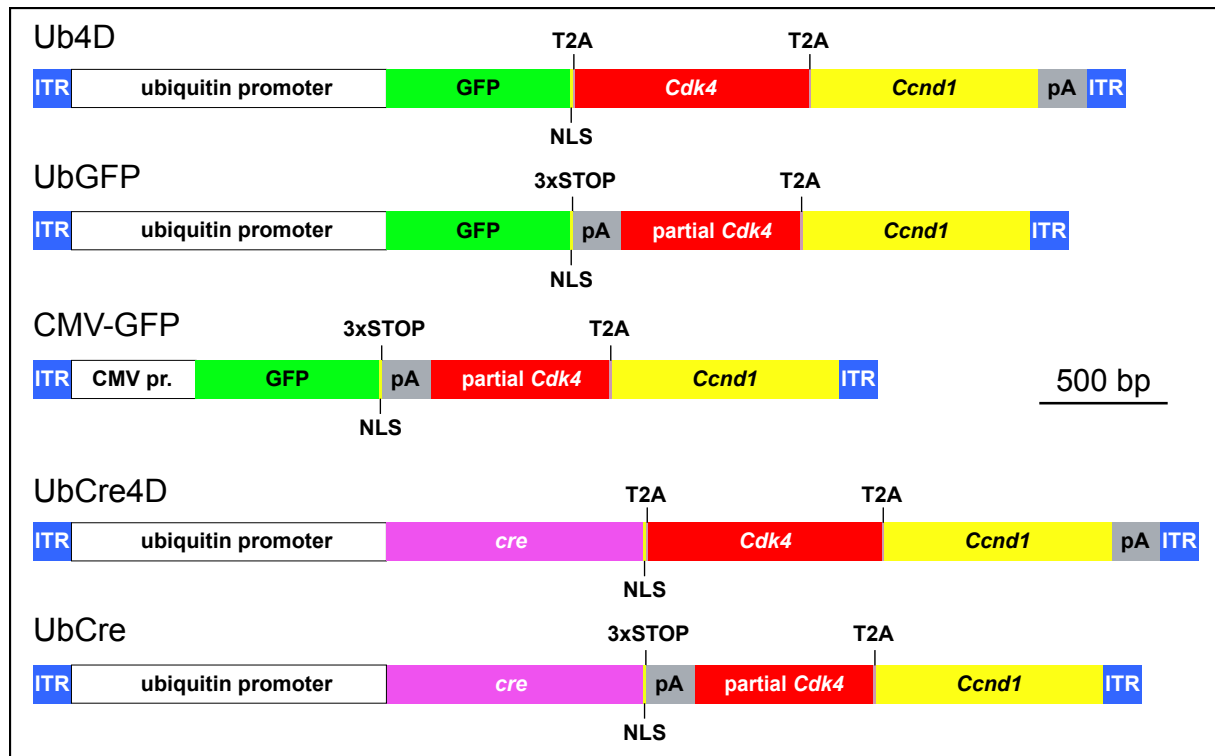 Ub4D
T2A T2A
ITR ubiquitin promoter GFP Cdk4 Ccnd1 pA ITR
NLS
UbGFP
3xSTOP T2A
ITR ubiquitin promoter GFP pA partial Cdk4 Ccnd1 ITR
NLS
CMV-GFP
3xSTOP T2A
ITR CMV pr. GFP pA partial Cdk4 Ccnd1 ITR
500 bp
NLS
UbCre4D
T2A T2A
ITR ubiquitin promoter cre Cdk4 Ccnd1 pA ITR
NLS
UbCre
3xSTOP T2A
ITR ubiquitin promoter cre pA partial Cdk4 Ccnd1 ITR
NLS